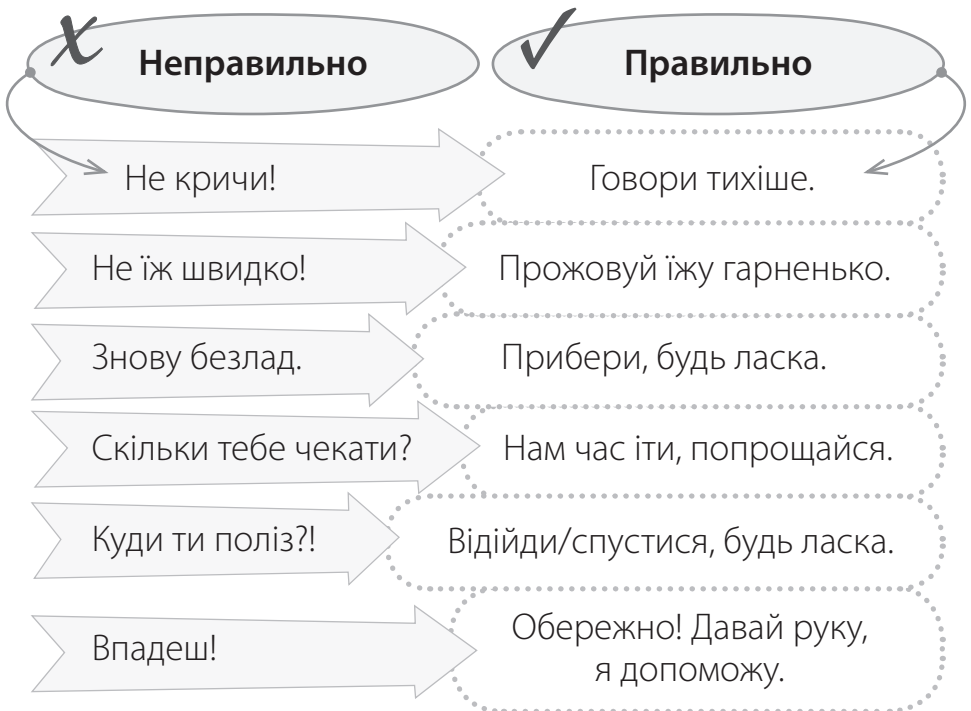 Неправильно
Правильно
Не кричи!
Говори тихіше.
Не їж швидко!
Прожовуй їжу гарненько.
Знову безлад.
Прибери, будь ласка.
Скільки тебе чекати?
Нам час іти, попрощайся.
Куди ти поліз?!
Відійди/спустися, будь ласка.
Впадеш!
Обережно! Давай руку,
я допоможу.